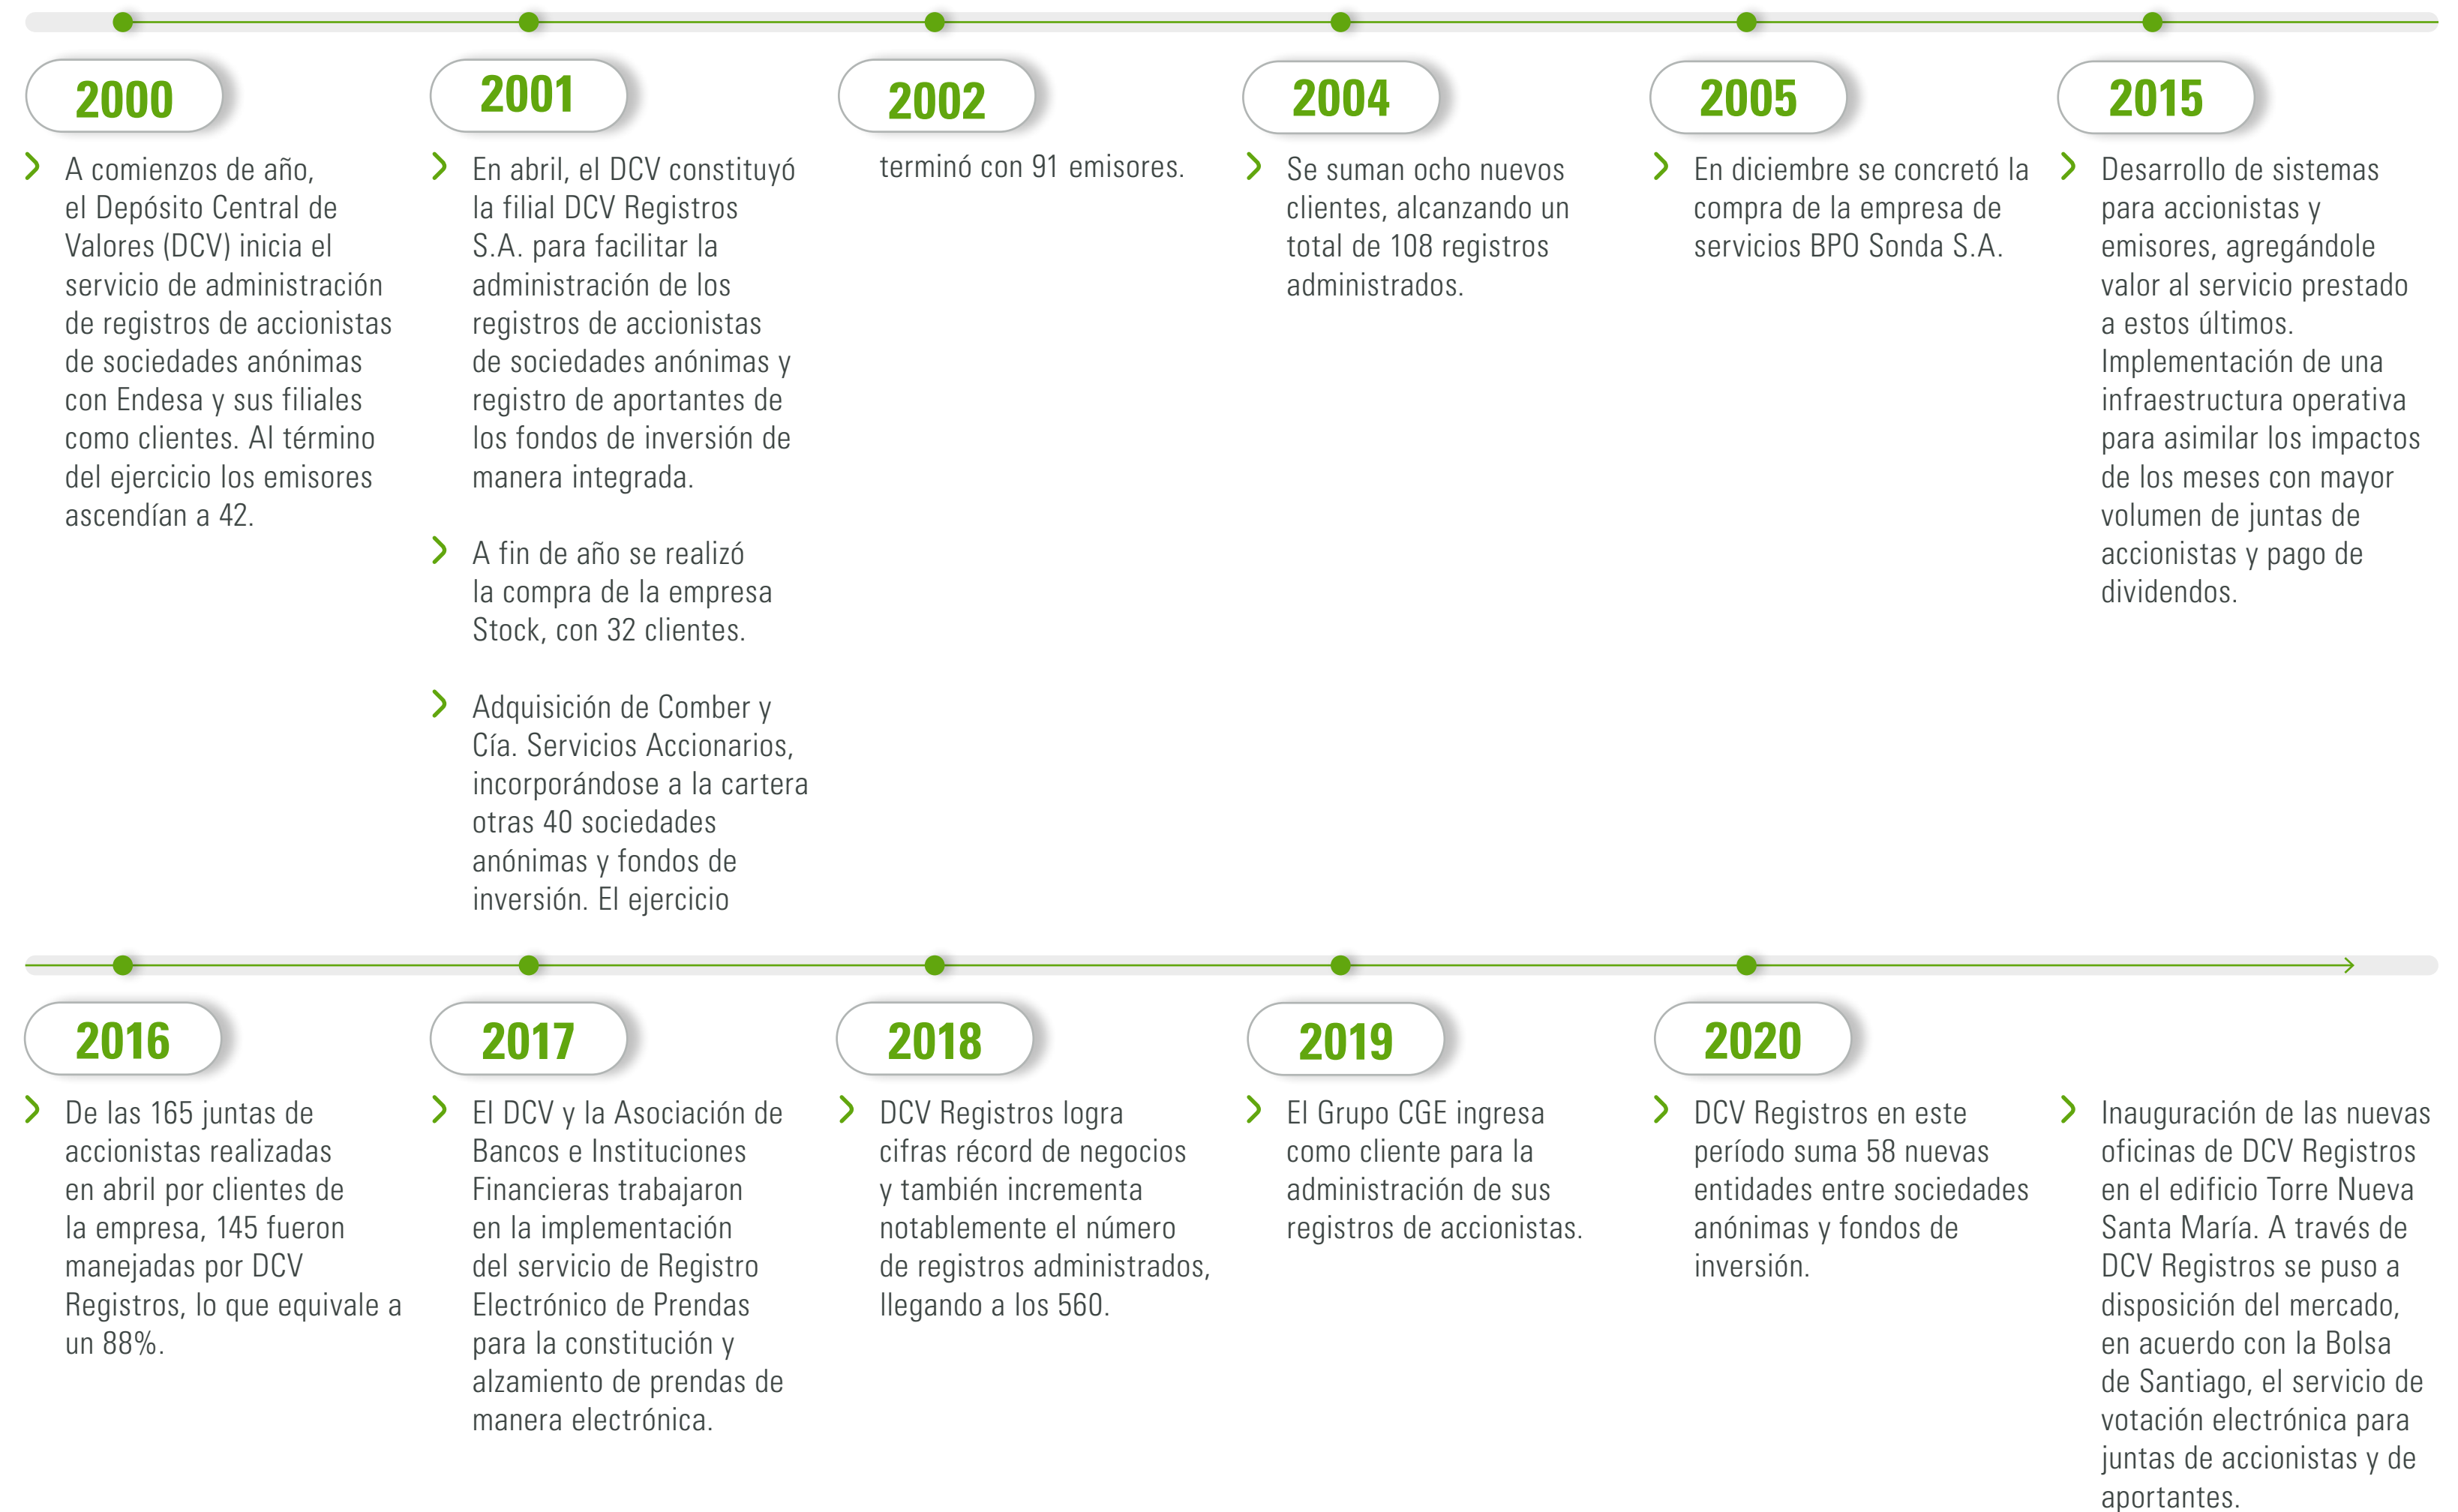 2000
A comienzos de año,
el Depósito Central de
Valores (DCV) inicia el
servicio de administración
de registros de accionistas
de sociedades anónimas
con Endesa y sus filiales
como clientes. Al término
del ejercicio los emisores
ascendían a 42.
2001
En abril, el DCV constituyó
la filial DCV Registros
S.A. para facilitar la
administración de los
registros de accionistas
de sociedades anónimas y
registro de aportantes de
los fondos de inversión de
manera integrada.
A fin de año se realizó
la compra de la empresa
Stock, con 32 clientes.
Adquisición de Comber y
Cía. Servicios Accionarios,
incorporándose a la cartera
otras 40 sociedades
anónimas y fondos de
inversión. El ejercicio
2002
terminó con 91 emisores.
2004
Se suman ocho nuevos
clientes, alcanzando un
total de 108 registros
administrados.
2005
En diciembre se concretó la
compra de la empresa de
servicios BPO Sonda S.A.
2015
Desarrollo de sistemas
para accionistas y
emisores, agregándole
valor al servicio prestado
a estos últimos.
Implementación de una
infraestructura operativa
para asimilar los impactos
de los meses con mayor
volumen de juntas de
accionistas y pago de
dividendos.
2016
De las 165 juntas de
accionistas realizadas
en abril por clientes de
la empresa, 145 fueron
manejadas por DCV
Registros, lo que equivale a
un 88%.
2017
El DCV y la Asociación de
Bancos e Instituciones
Financieras trabajaron
en la implementación
del servicio de Registro
Electrónico de Prendas
para la constitución y
alzamiento de prendas de
manera electrónica.
2018
DCV Registros logra
cifras récord de negocios
y también incrementa
notablemente el número
de registros administrados,
llegando a los 560.
2019
El Grupo CGE ingresa
como cliente para la
administración de sus
registros de accionistas.
2020
DCV Registros en este
período suma 58 nuevas
entidades entre sociedades
anónimas y fondos de
inversión.
Inauguración de las nuevas
oficinas de DCV Registros
en el edificio Torre Nueva
Santa María. A través de
DCV Registros se puso a
disposición del mercado,
en acuerdo con la Bolsa
de Santiago, el servicio de
votación electrónica para
juntas de accionistas y de
aportantes.